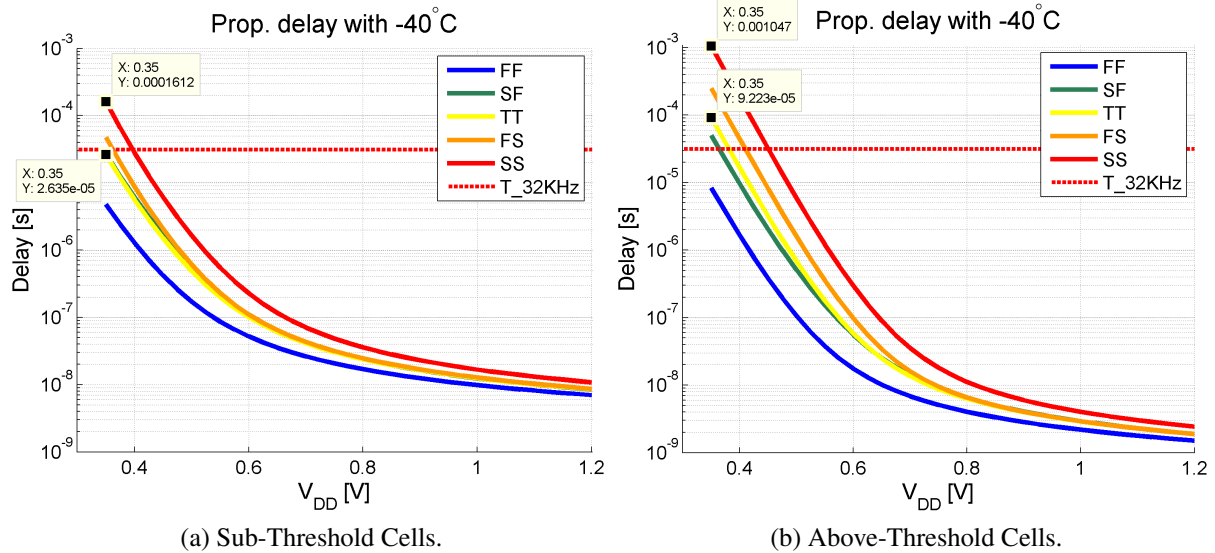 Prop. delay with -40°C
X: 0.35
Y: 0.0001612
X: 0.35
Y: 2.635e-05
FF
SF
TT
FS
SS
T_32KHz
10^-3
10^-4
10^-5
10^-6
10^-7
10^-8
10^-9
Delay [s]
0.4
0.6
0.8
1
1.2
V_DD [V]
(a) Sub-Threshold Cells.
Prop. delay with -40°C
X: 0.35
Y: 0.001047
X: 0.35
Y: 9.223e-05
FF
SF
TT
FS
SS
T_32KHz
10^-3
10^-4
10^-5
10^-6
10^-7
10^-8
10^-9
Delay [s]
0.4
0.6
0.8
1
1.2
V_DD [V]
(b) Above-Threshold Cells.